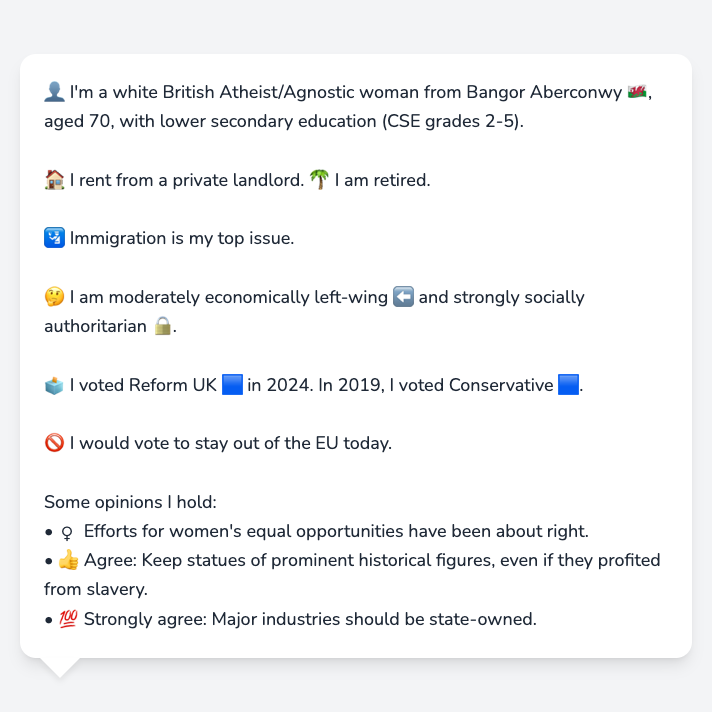 👤 I'm a white British Atheist/Agnostic woman from Bangor Aberconwy 🏴󠁧󠁢󠁷󠁬󠁳󠁿,
aged 70, with lower secondary education (CSE grades 2-5).
🏠 I rent from a private landlord. 🌴 I am retired.
🛂 Immigration is my top issue.
🤔 I am moderately economically left-wing ⬅️ and strongly socially
authoritarian 🔒.
🗳️ I voted Reform UK 🟦 in 2024. In 2019, I voted Conservative 🟦.
🚫 I would vote to stay out of the EU today.
Some opinions I hold:
• ♀ Efforts for women's equal opportunities have been about right.
• 👍 Agree: Keep statues of prominent historical figures, even if they profited
from slavery.
• 💯 Strongly agree: Major industries should be state-owned.